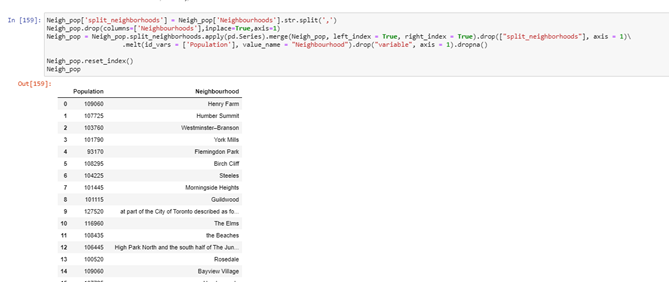 In [159]: Neigh_pop['split_neighborhoods'] = Neigh_pop['Neighbourhoods'].str.split(',')
Neigh_pop.drop(columns=['Neighbourhoods'],inplace=True,axis=1)
Neigh_pop = Neigh_pop.split_neighborhoods.apply(pd.Series).merge(Neigh_pop, left_index = True, right_index = True).drop(["split_neighborhoods"], axis = 1)\
.melt(id_vars = ['Population'], value_name = "Neighbourhood").drop("variable", axis = 1).dropna()
Neigh_pop.reset_index()
Neigh_pop
Out[159]:
Population Neighbourhood
0 109060 Henry Farm
1 107725 Humber Summit
2 103760 Westminster–Branson
3 101790 York Mills
4 93170 Flemingdon Park
5 108295 Birch Cliff
6 104225 Steeles
7 101445 Morningside Heights
8 101115 Guildwood
9 127520 at part of the City of Toronto described as fo...
10 116960 The Elms
11 108435 the Beaches
12 106445 High Park North and the south half of The Jun...
13 100520 Rosedale
14 109060 Bayview Village